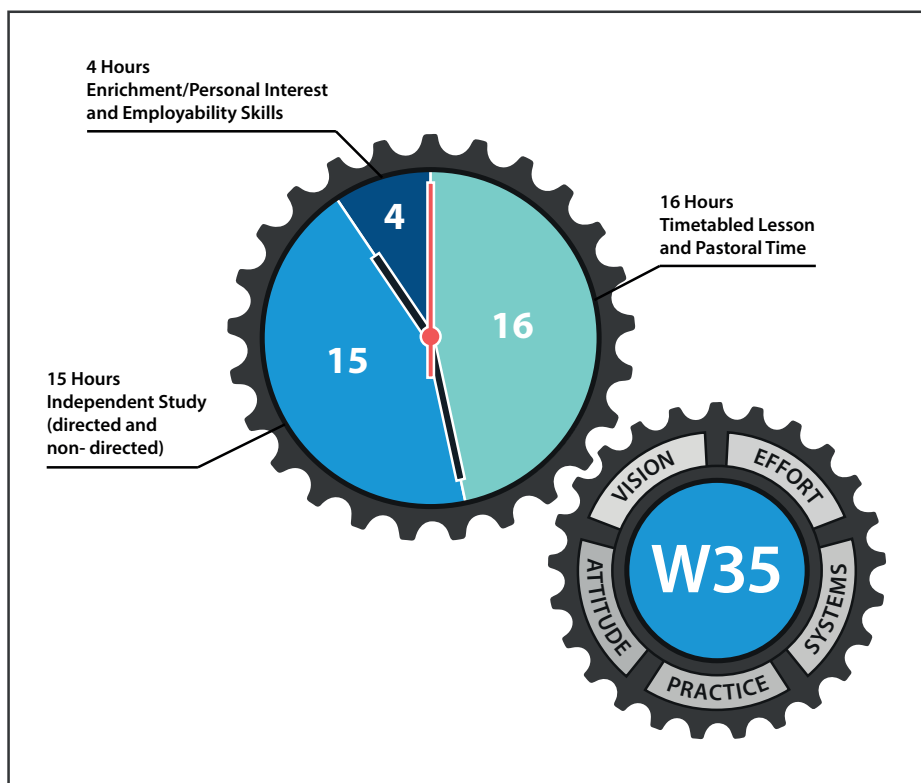 4 Hours
Enrichment/Personal Interest
and Employability Skills
4
16 Hours
Timetabled Lesson
and Pastoral Time
16
15
15 Hours
Independent Study
(directed and
non- directed)
VISION
EFFORT
ATTITUDE
W35
SYSTEMS
PRACTICE